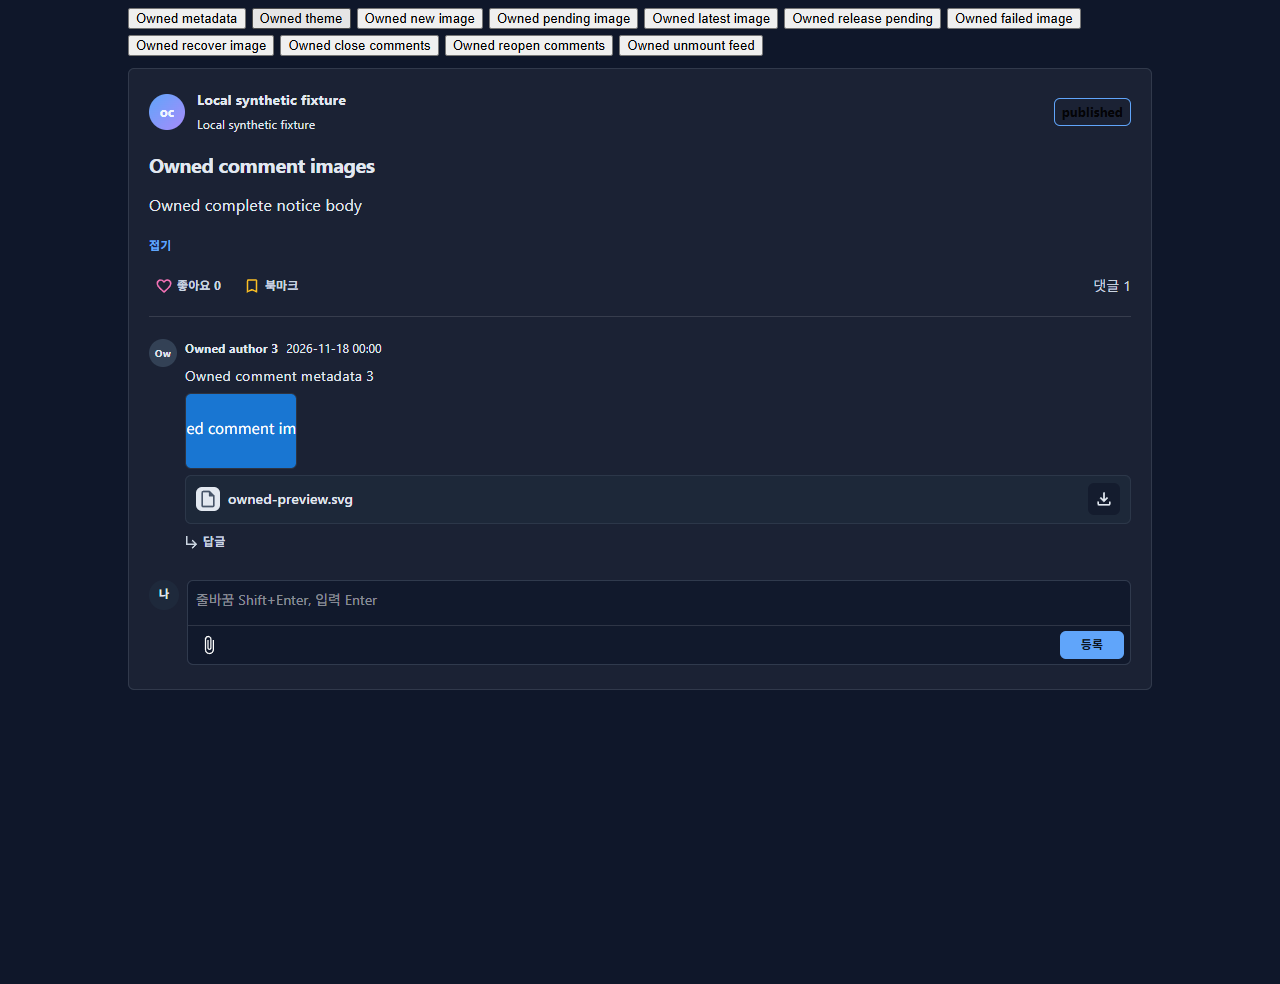 Owned metadata Owned theme Owned new image Owned pending image Owned latest image Owned release pending Owned failed image
Owned recover image Owned close comments Owned reopen comments Owned unmount feed
oc
Local synthetic fixture
Local synthetic fixture
published
Owned comment images
Owned complete notice body
접기
좋아요 0 북마크 댓글 1
Ow
Owned author 3 2026-11-18 00:00
Owned comment metadata 3
ed comment im
owned-preview.svg
답글
나
줄바꿈 Shift+Enter, 입력 Enter
등록